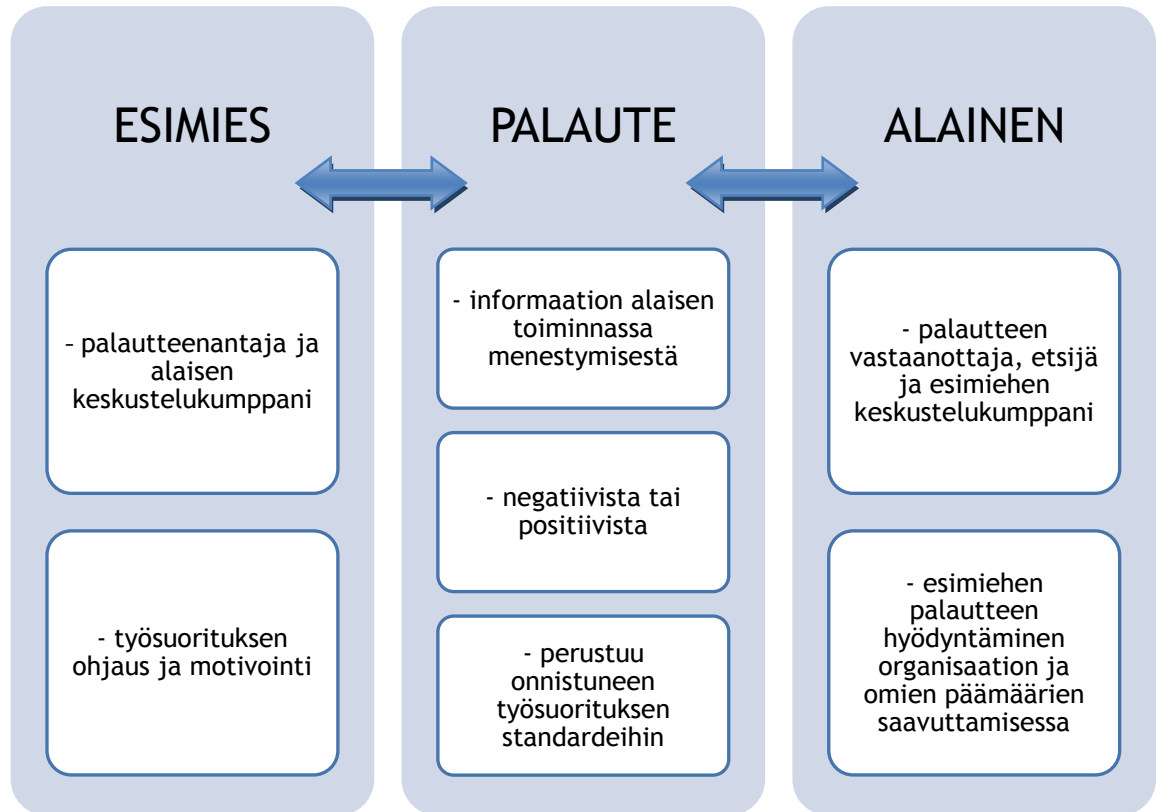 ESIMIES
– palautteenantaja ja
alaisen
keskustelukumppani
- työsuorituksen
ohjaus ja motivointi
PALAUTE
- informaation alaisen
toiminnassa
menestymisestä
- negatiivista tai
positiivista
- perustuu
onnistuneen
työsuorituksen
standardeihin
ALAINEN
- palautteen
vastaanottaja, etsijä
ja esimiehen
keskustelukumppani
- esimiehen
palautteen
hyödyntäminen
organisaation ja
omien päämäärien
saavuttamisessa